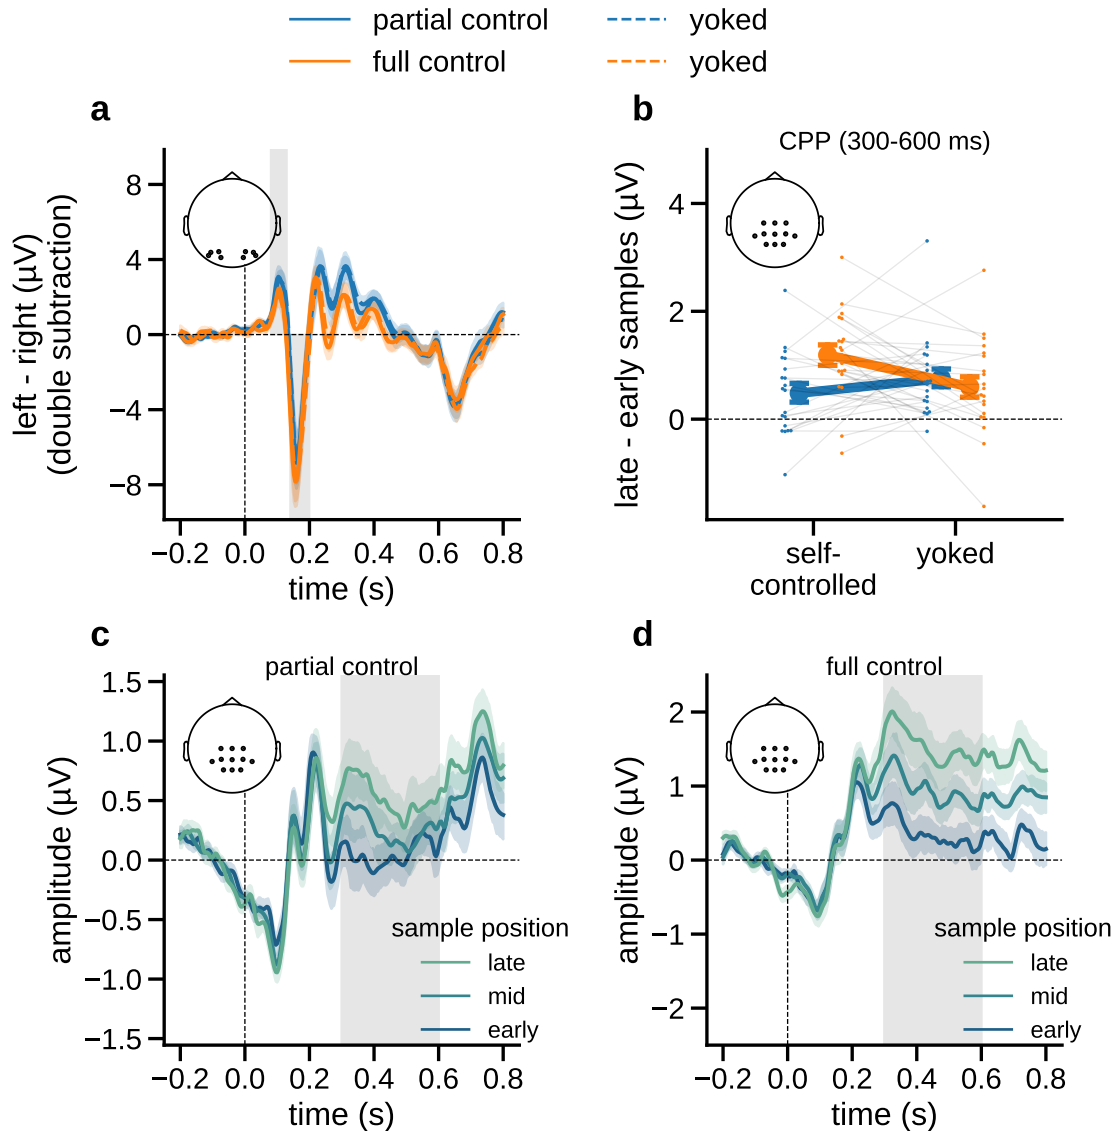 partial control
yoked
full control
yoked
a
left - right (µV)
(double subtraction)
8
4
0
−4
−8
−0.2
0.0
0.2
0.4
0.6
0.8
time (s)
b
CPP (300-600 ms)
late - early samples (µV)
4
2
0
self-
controlled
yoked
c
partial control
amplitude (µV)
1.5
1.0
0.5
0.0
−0.5
−1.0
−1.5
sample position
late
mid
early
−0.2
0.0
0.2
0.4
0.6
0.8
time (s)
d
full control
amplitude (µV)
2
1
0
−1
−2
sample position
late
mid
early
−0.2
0.0
0.2
0.4
0.6
0.8
time (s)